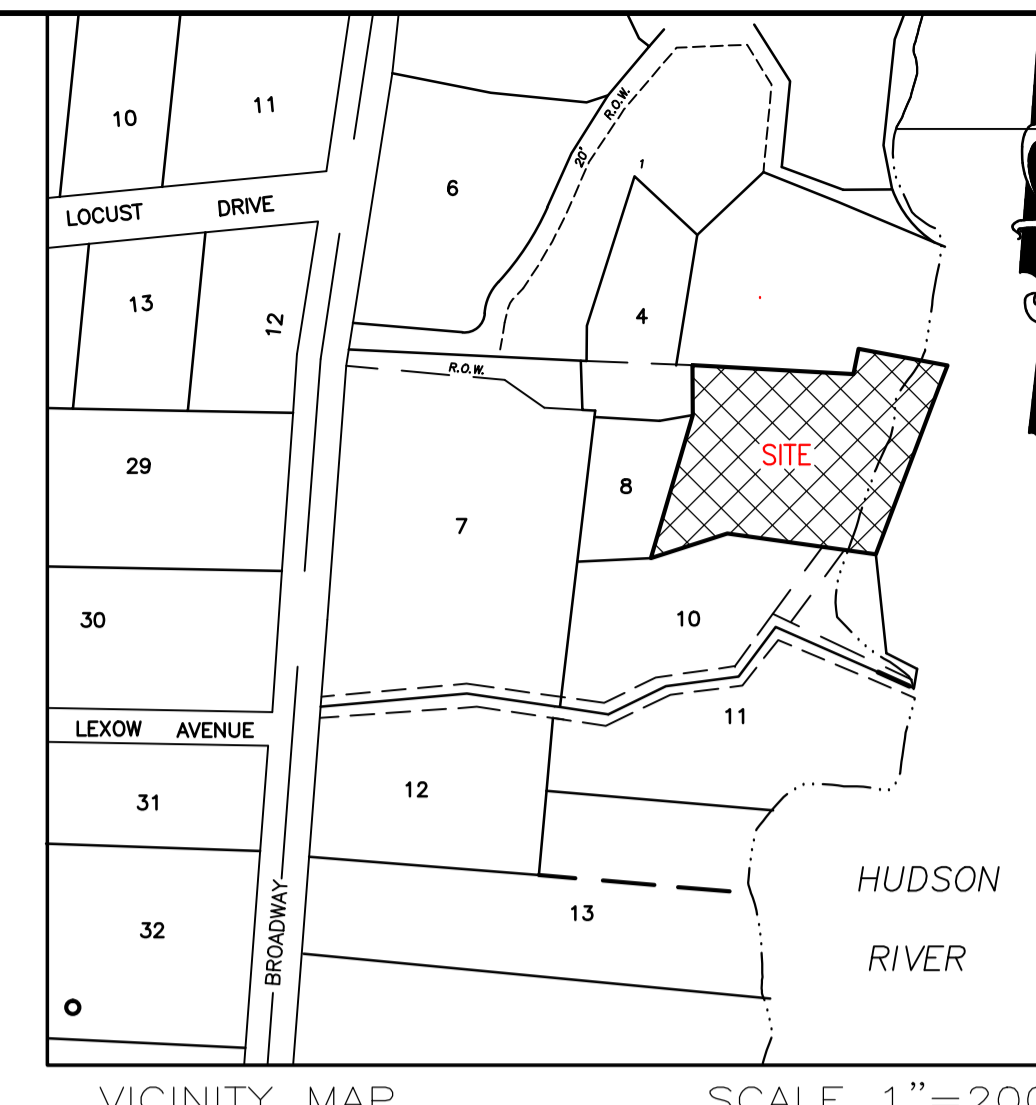 10
11
20' R.O.W.
1
6
LOCUST DRIVE
13
12
4
R.O.W.
SITE
29
8
7
30
10
11
LEXOW AVENUE
12
31
HUDSON
RIVER
13
32
BROADWAY
VICINITY MAP
SCALE 1"=200